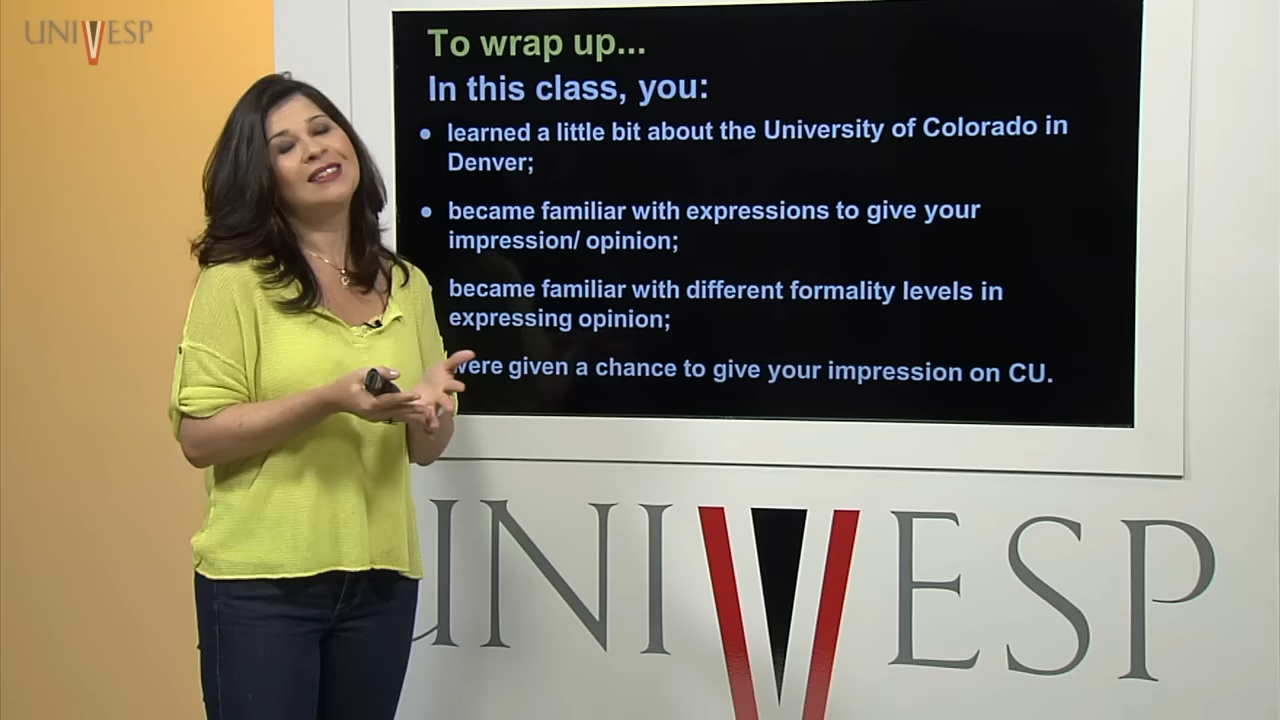 UNIVESP
To wrap up...
In this class, you:
• learned a little bit about the University of Colorado in
Denver;
• became familiar with expressions to give your
impression/ opinion;
became familiar with different formality levels in
expressing opinion;
were given a chance to give your impression on CU.
UNIVESP